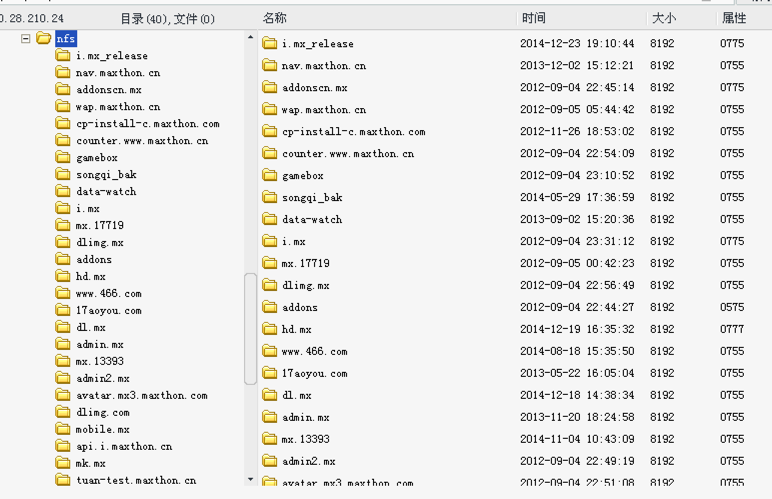 0.28.210.24 目录(40),文件(0) 名称 时间 大小 属性
nfs
i.mx_release
nav.maxthon.cn
addonscn.mx
wap.maxthon.cn
cp-install-c.maxthon.com
counter.www.maxthon.cn
gamebox
songqi_bak
data-watch
i.mx
mx.17719
dlimg.mx
addons
hd.mx
www.466.com
17aoyou.com
dl.mx
admin.mx
mx.13393
admin2.mx
avatar.mx3.maxthon.com
dlimg.com
mobile.mx
api.i.maxthon.cn
mk.mx
tuan-test.maxthon.cn
i.mx_release 2014-12-23 19:10:44 8192 0775
nav.maxthon.cn 2013-12-02 15:12:21 8192 0755
addonscn.mx 2012-09-04 22:45:14 8192 0775
wap.maxthon.cn 2012-09-05 05:44:42 8192 0755
cp-install-c.maxthon.com 2012-11-26 18:53:02 8192 0755
counter.www.maxthon.cn 2012-09-04 22:54:09 8192 0755
gamebox 2012-09-04 23:10:52 8192 0755
songqi_bak 2014-05-29 17:36:59 8192 0755
data-watch 2013-09-02 15:20:36 8192 0755
i.mx 2012-09-04 23:31:12 8192 0775
mx.17719 2012-09-05 00:42:23 8192 0755
dlimg.mx 2012-09-04 22:56:49 8192 0755
addons 2012-09-04 22:44:27 8192 0575
hd.mx 2014-12-19 16:35:32 8192 0777
www.466.com 2014-08-18 15:35:50 8192 0755
17aoyou.com 2013-05-22 16:05:04 8192 0755
dl.mx 2014-12-18 14:38:34 8192 0755
admin.mx 2013-11-20 18:24:58 8192 0755
mx.13393 2014-11-04 10:43:09 8192 0755
admin2.mx 2012-09-04 22:49:19 8192 0755
avatar.mx3.maxthon.com 2012-09-04 22:51:08 8192 0755